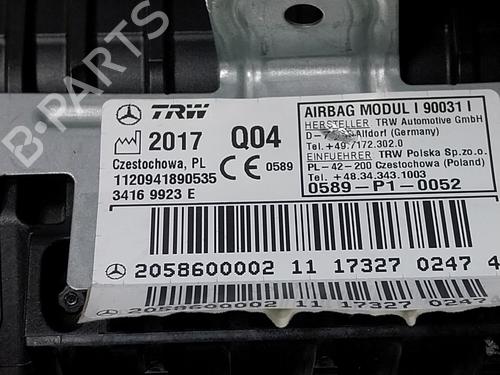 B-PARTS
TRW
2017 Q04
Czestochowa, PL
CE 0589
1120941890535
3416 9923 E
AIRBAG MODUL I 90031 I
HERSTELLER TRW Automotive GmbH
Alfdorf (Germany)
Tel.+49.7172.302.0
EINFUEHRER TRW Polska Sp.zo.o.
PL-42-200 Czestochowa (Poland)
Tel.+48.34.343.1003
0589-P1-0052
2058600002 11 17327 0247 4
2058600002 11 17327 0247